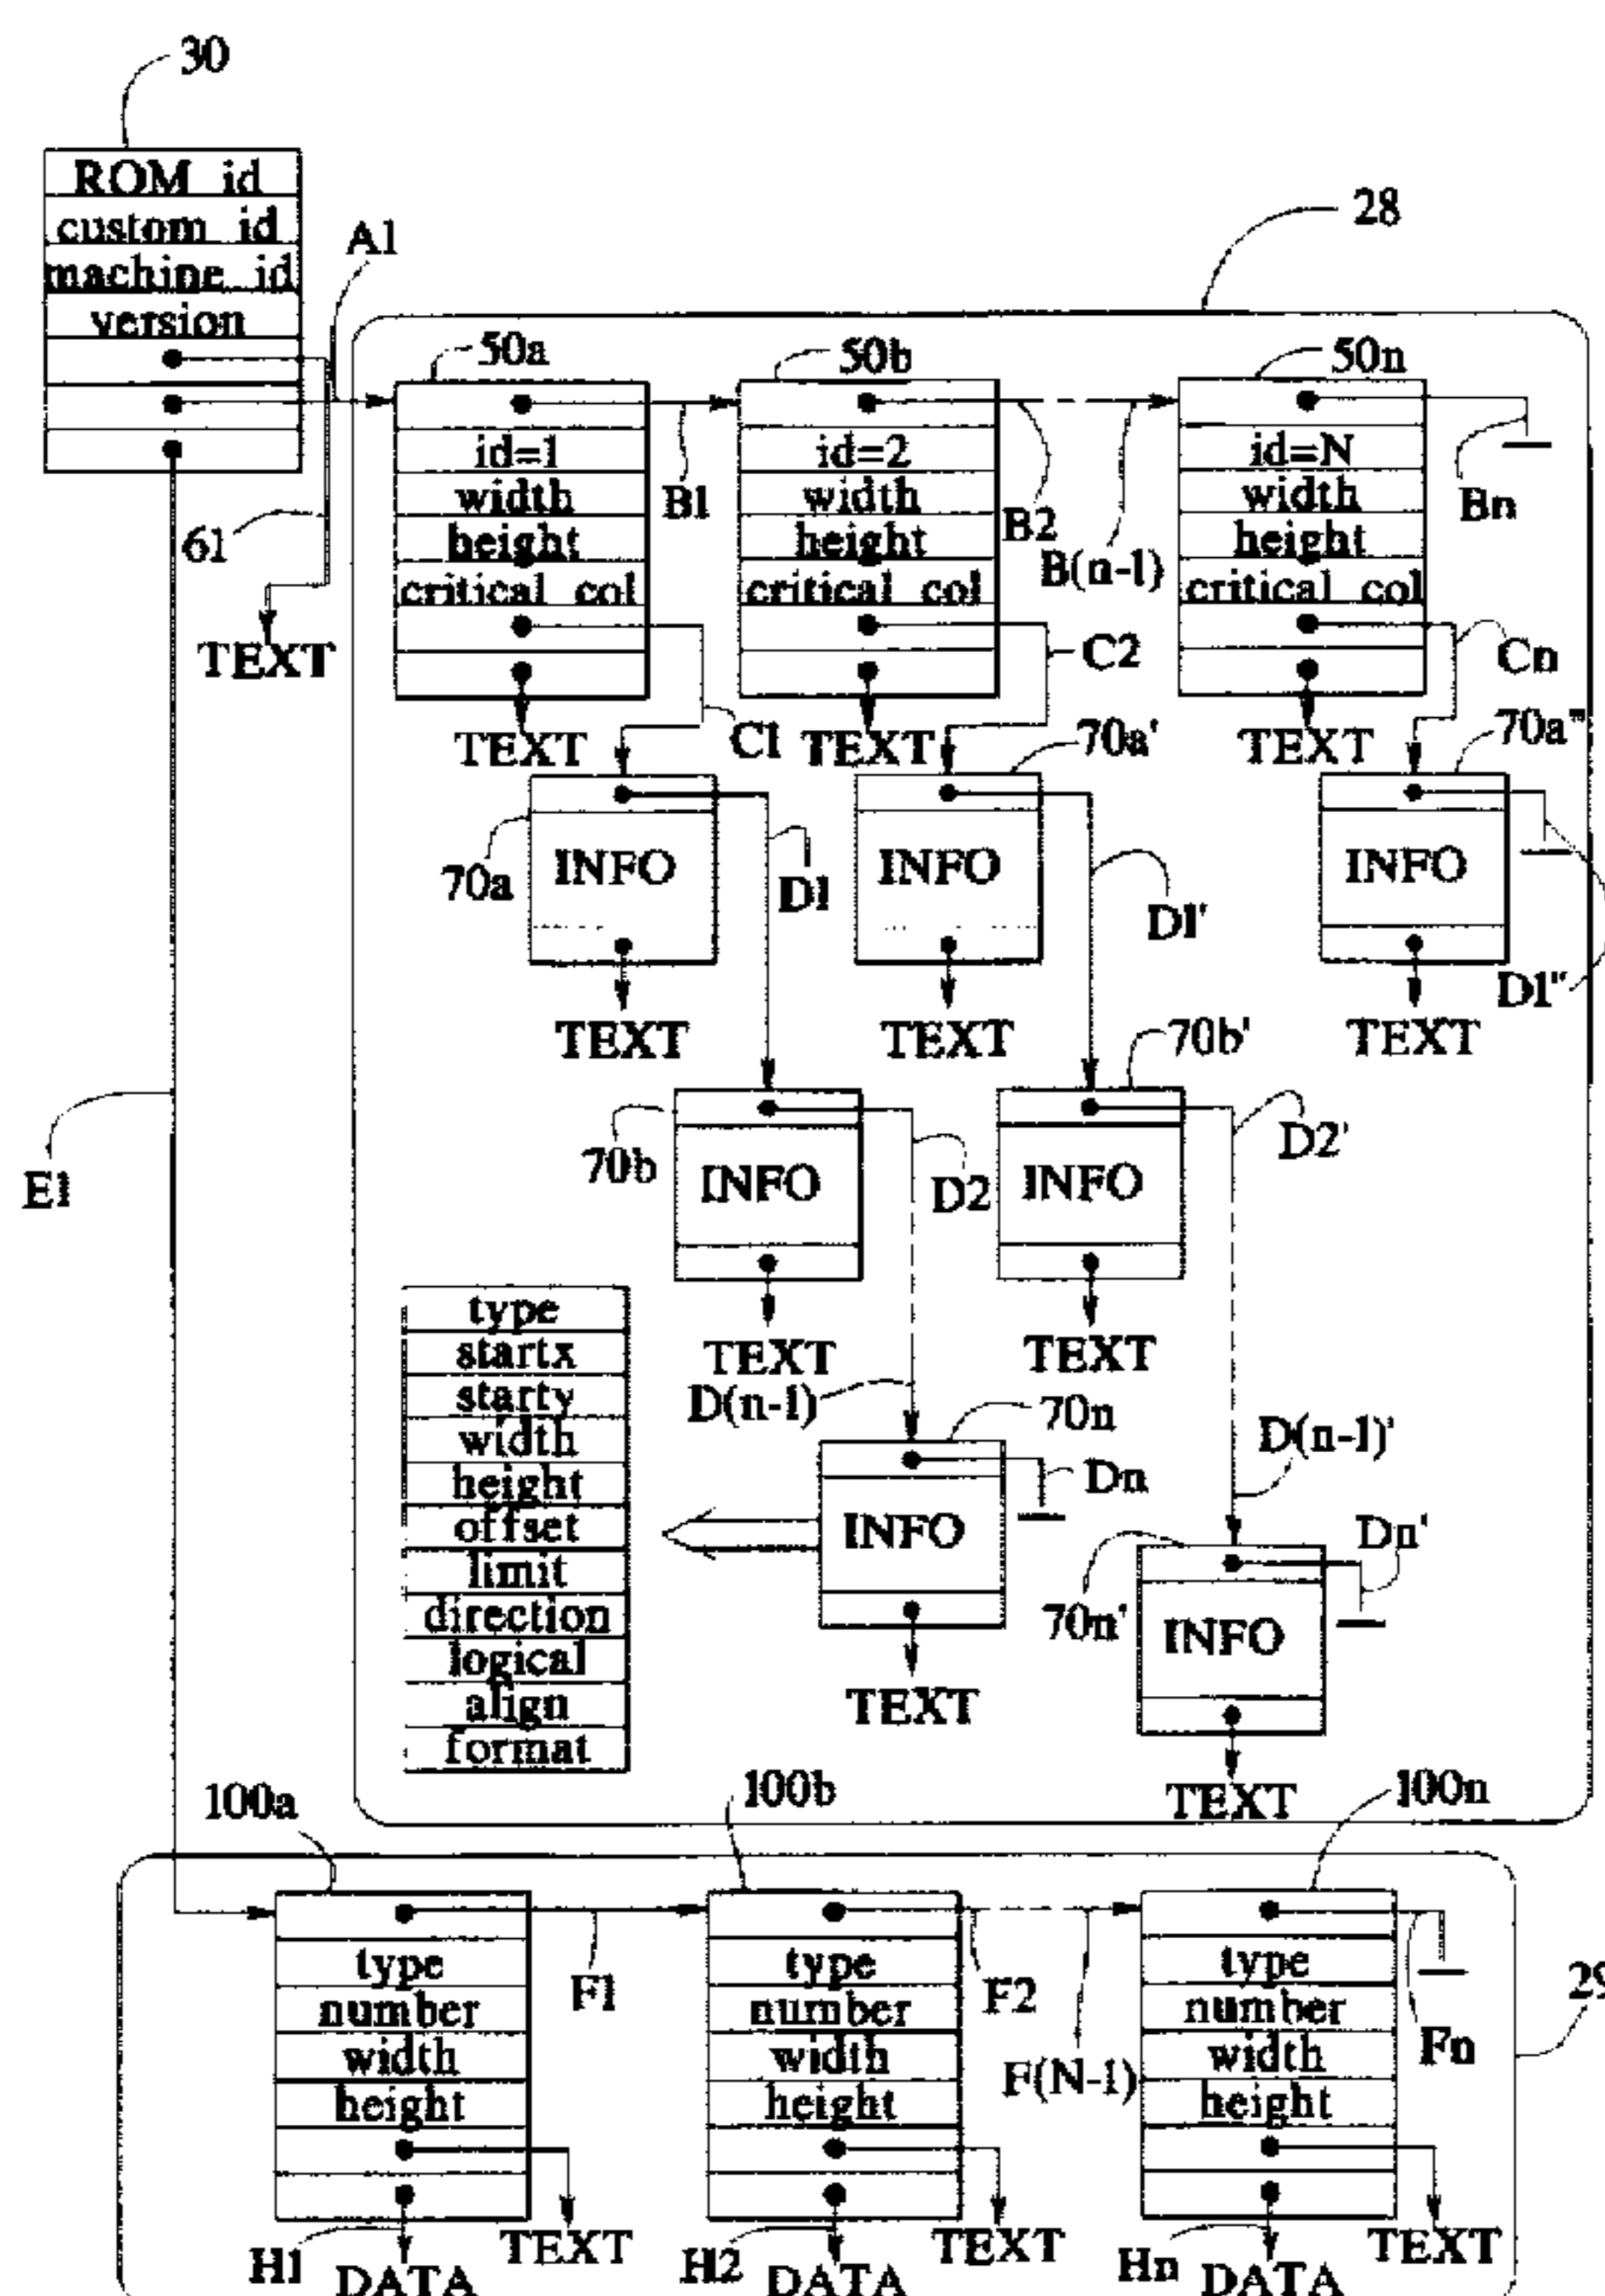 30
ROM id
custom id
machine id
version
A1
28
50a
50b
50n
id=1
width
height
critical col
B1
id=2
width
height
critical col
B2
B(n-1)
id=N
width
height
critical col
Bn
61
TEXT
C1
C2
Cn
TEXT
TEXT
TEXT
70a
INFO
D1
70a'
INFO
D1'
70a"
INFO
D1"
TEXT
TEXT
TEXT
E1
70b
INFO
D2
70b'
INFO
D2'
TEXT
TEXT
type
startx
starty
width
height
offset
limit
direction
logical
align
format
D(n-1)
70n
INFO
Dn
D(n-1)'
Dn'
70n'
INFO
TEXT
TEXT
100a
100b
100n
type
number
width
height
F1
type
number
width
height
F2
F(N-1)
type
number
width
height
Fn
29
H1
DATA
TEXT
H2
DATA
TEXT
Hn
DATA
TEXT